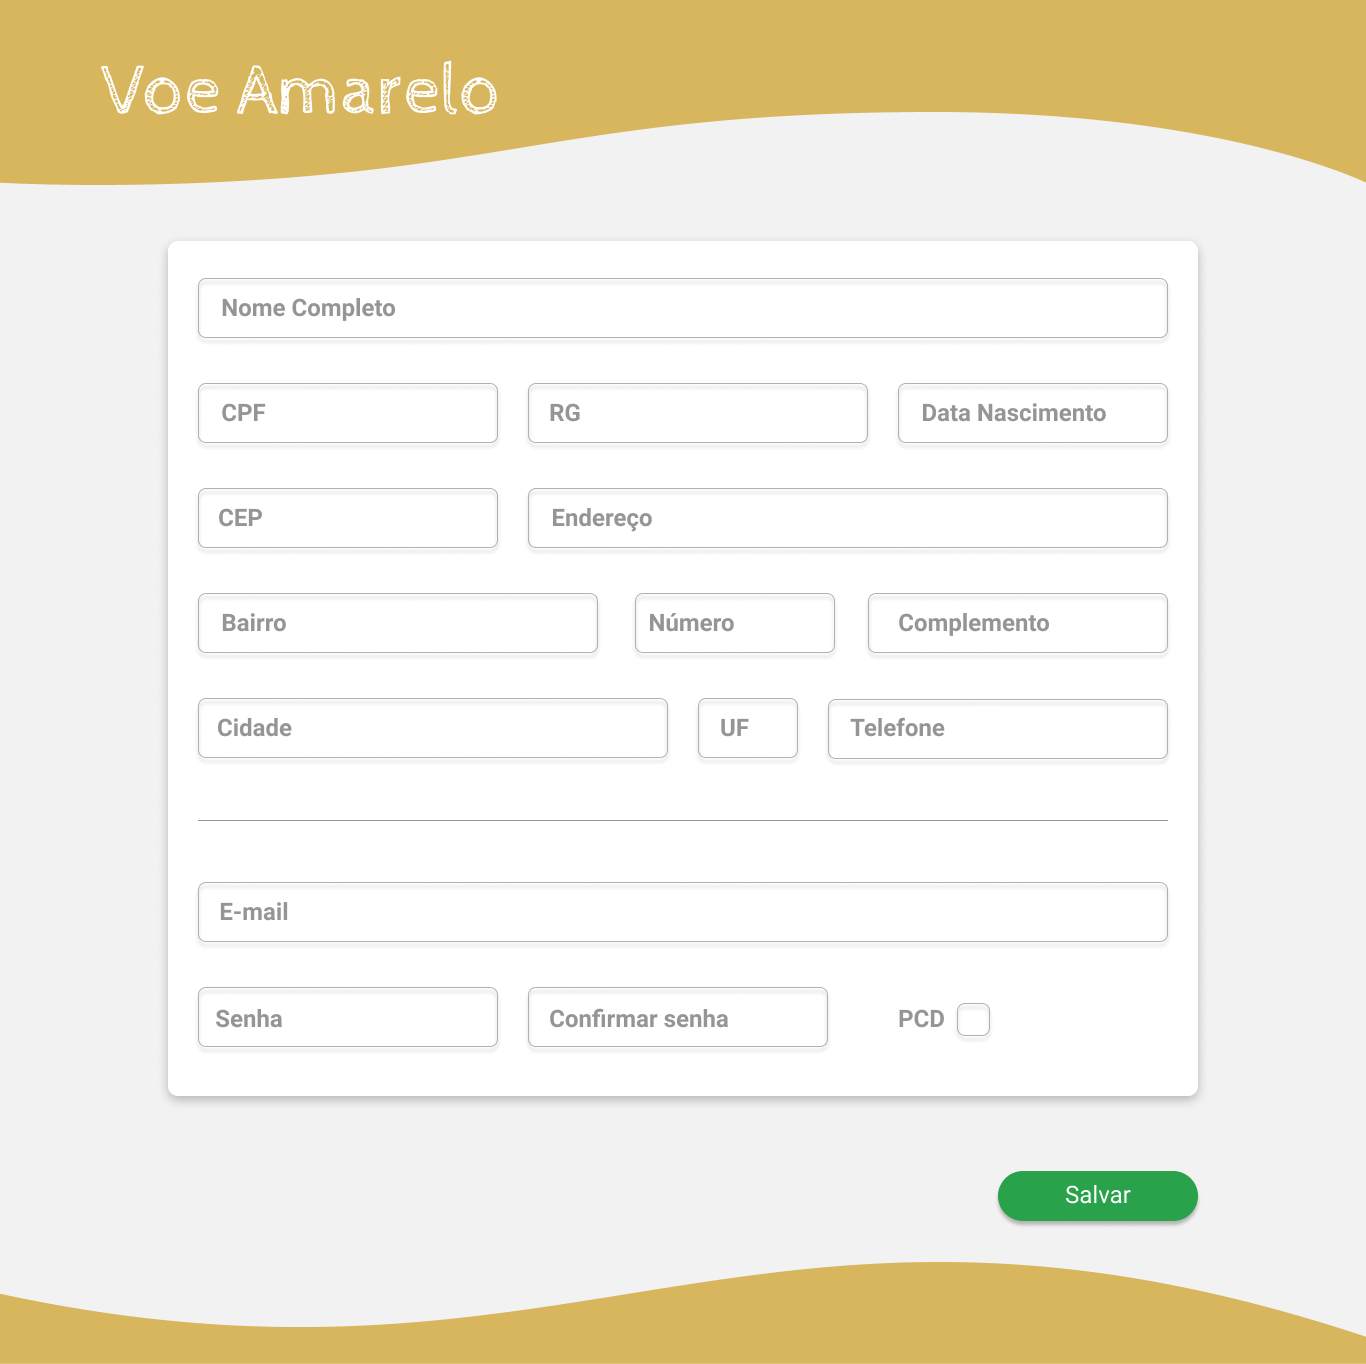 Voe Amarelo
Nome Completo
CPF RG Data Nascimento
CEP Endereço
Bairro Número Complemento
Cidade UF Telefone
E-mail
Senha Confirmar senha PCD
Salvar